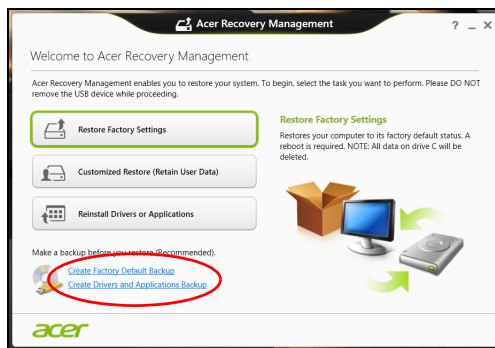 Acer Recovery Management
? _ X
Welcome to Acer Recovery Management
Acer Recovery Management enables you to restore your system. To begin, select the task you want to perform. Please DO NOT
remove the USB device while proceeding.
Restore Factory Settings
Customized Restore (Retain User Data)
Reinstall Drivers or Applications
Restore Factory Settings
Restores your computer to its factory default status. A
reboot is required. NOTE: All data on drive C will be
deleted.
Make a backup before you restore (Recommended).
Create Factory Default Backup
Create Drivers and Applications Backup
acer